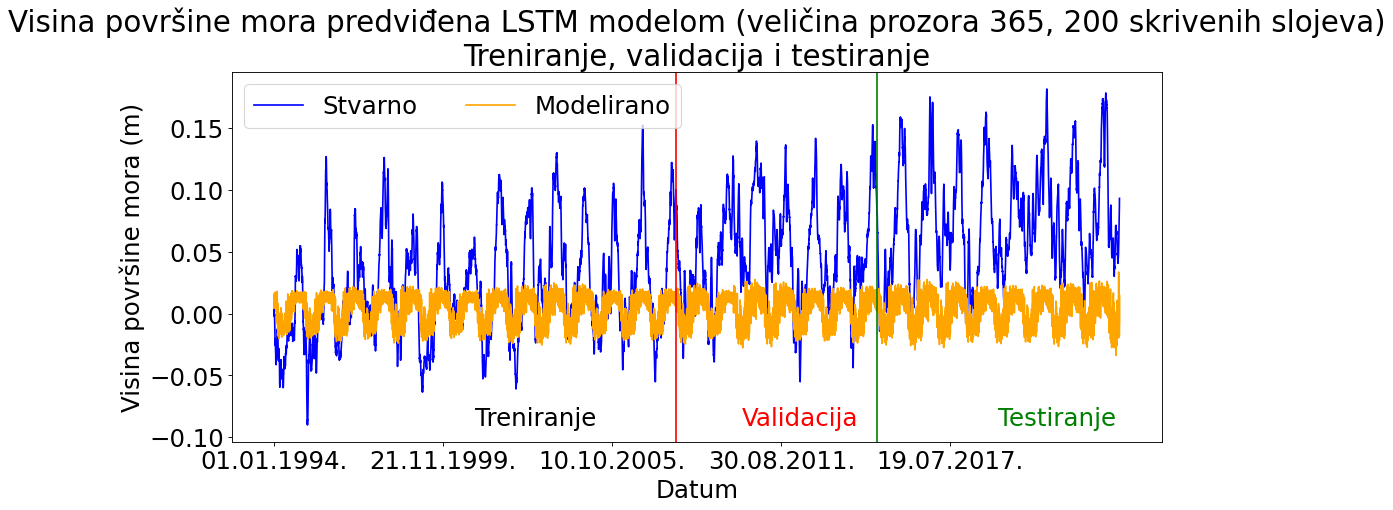 Visina površine mora predviđena LSTM modelom (veličina prozora 365, 200 skrivenih slojeva)
Treniranje, validacija i testiranje
Stvarno
Modelirano
Visina površine mora (m)
0.15
0.10
0.05
0.00
−0.05
−0.10
Treniranje
Validacija
Testiranje
01.01.1994.
21.11.1999.
10.10.2005.
30.08.2011.
19.07.2017.
Datum